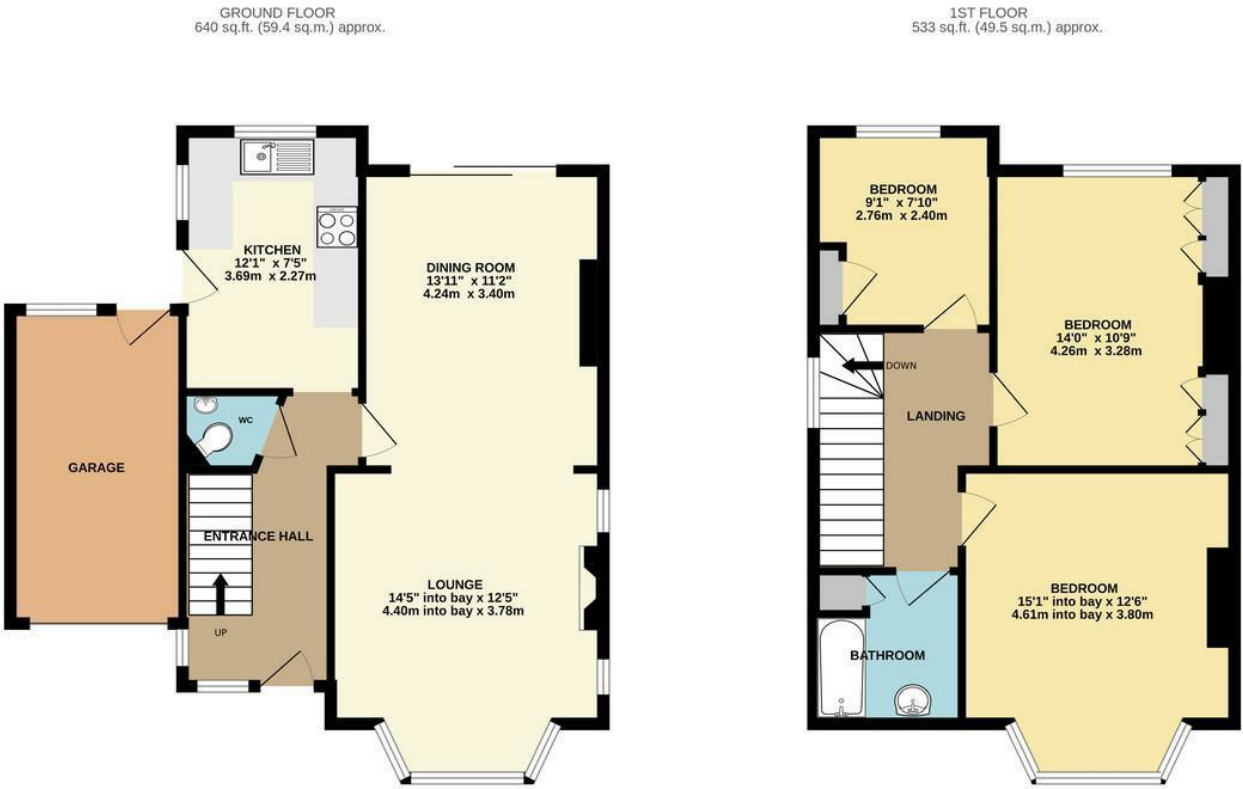 GROUND FLOOR
640 sq.ft. (59.4 sq.m.) approx.
1ST FLOOR
533 sq.ft. (49.5 sq.m.) approx.
KITCHEN
12'1" x 7'5"
3.69m x 2.27m
DINING ROOM
13'11" x 11'2"
4.24m x 3.40m
WC
GARAGE
ENTRANCE HALL
UP
LOUNGE
14'5" into bay x 12'5"
4.40m into bay x 3.78m
BEDROOM
9'1" x 7'10"
2.76m x 2.40m
BEDROOM
14'0" x 10'9"
4.26m x 3.28m
DOWN
LANDING
BEDROOM
15'1" into bay x 12'6"
4.61m into bay x 3.80m
BATHROOM